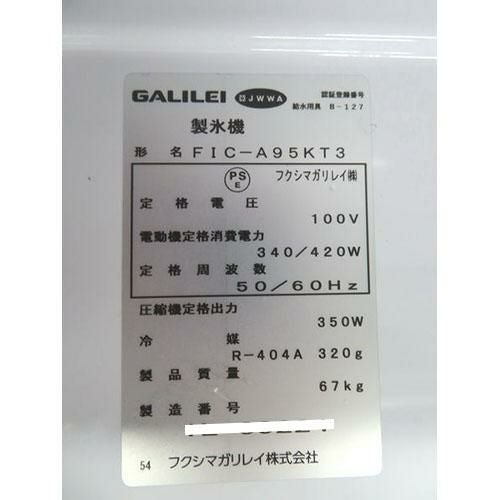 GALILEI JWWA 認証登録番号
給水用具 B-127
製氷機
形 名 FIC-A95KT3
PS E フクシマガリレイ㈱
定格電圧
100V
電動機定格消費電力
340/420W
定格周波数
50/60Hz
圧縮機定格出力
350W
冷 媒
R-404A 320g
製品質量
67kg
製造番号
54 フクシマガリレイ株式会社